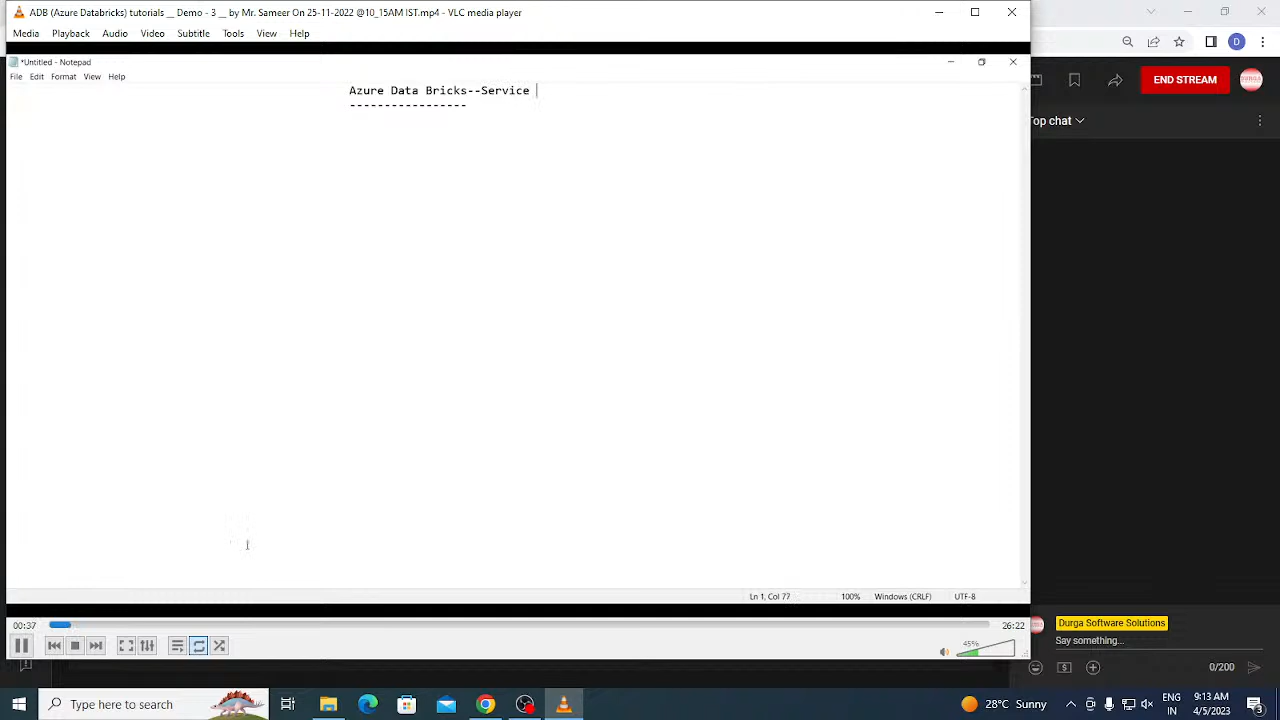 ADB (Azure Databricks) tutorials __ Demo - 3 __ by Mr. Sameer On 25-11-2022 @10_15AM IST.mp4 - VLC media player
Media Playback Audio Video Subtitle Tools View Help
*Untitled - Notepad
File Edit Format View Help
Azure Data Bricks--Service
-----------------
D
END STREAM
Top chat
Ln 1, Col 77 100% Windows (CRLF) UTF-8
00:37 26:22
45%
Durga Software Solutions
Say something...
0/200
Type here to search
28°C Sunny
ENG
IN
9:13 AM
4/5/2023